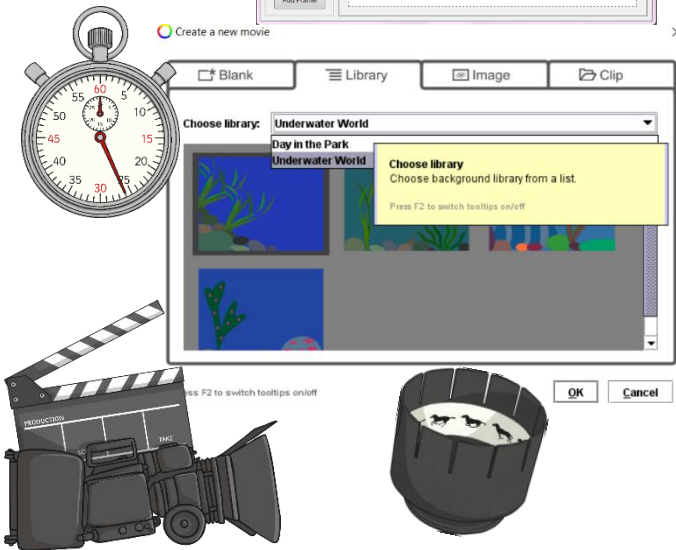 Add Frame
Create a new movie
Blank
Library
Image
Clip
Choose library:
Underwater World
Day in the Park
Underwater World
Choose library
Choose background library from a list.
Press F2 to switch tooltips on/off
60
5
10
15
20
25
30
35
40
45
50
55
ess F2 to switch tooltips on/off
OK
Cancel
PRODUCTION
TAKE